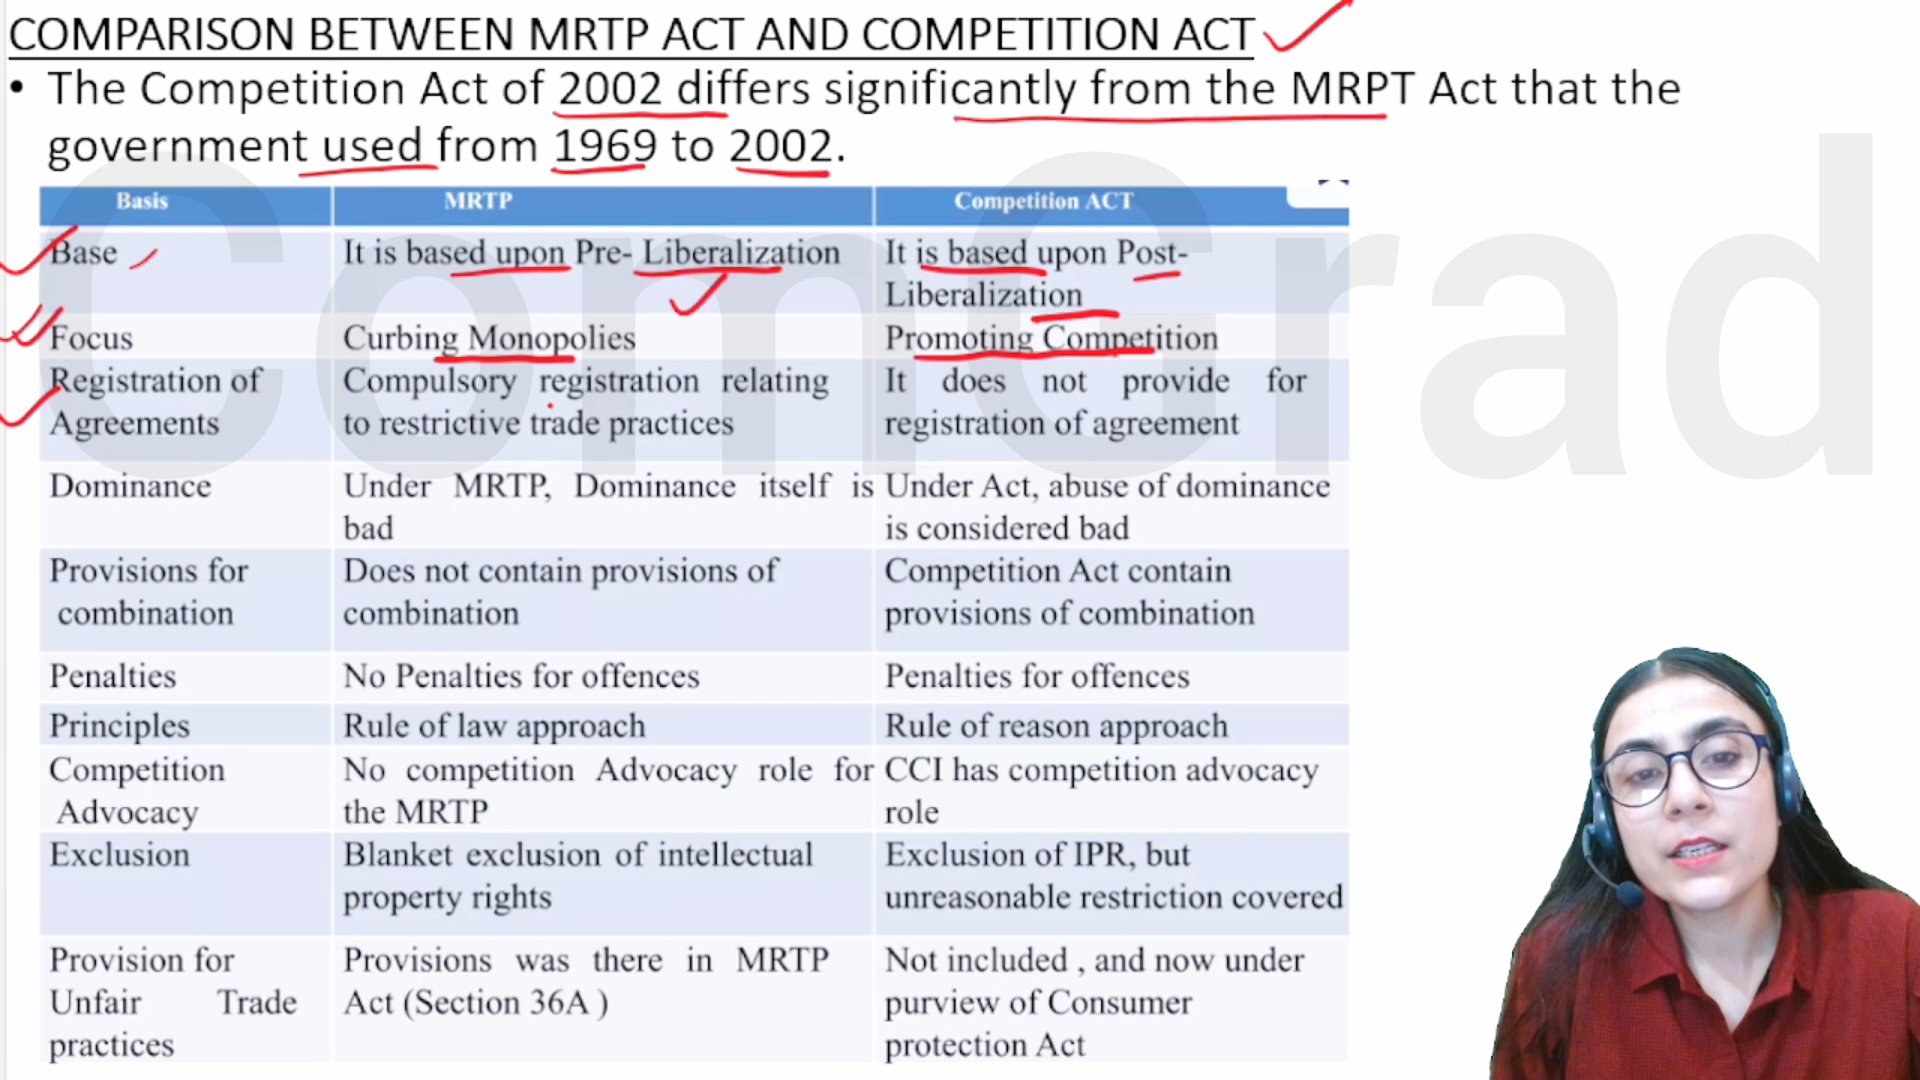 COMPARISON BETWEEN MRTP ACT AND COMPETITION ACT
• The Competition Act of 2002 differs significantly from the MRPT Act that the
government used from 1969 to 2002.
Basis MRTP Competition ACT
Base It is based upon Pre- Liberalization It is based upon Post-
Liberalization
Focus Curbing Monopolies Promoting Competition
Registration of Compulsory registration relating It does not provide for
Agreements to restrictive trade practices registration of agreement
Dominance Under MRTP, Dominance itself is Under Act, abuse of dominance
bad is considered bad
Provisions for Does not contain provisions of Competition Act contain
combination combination provisions of combination
Penalties No Penalties for offences Penalties for offences
Principles Rule of law approach Rule of reason approach
Competition No competition Advocacy role for CCI has competition advocacy
Advocacy the MRTP role
Exclusion Blanket exclusion of intellectual Exclusion of IPR, but
property rights unreasonable restriction covered
Provision for Provisions was there in MRTP Not included , and now under
Unfair Trade Act (Section 36A ) purview of Consumer
practices protection Act
ComGrad